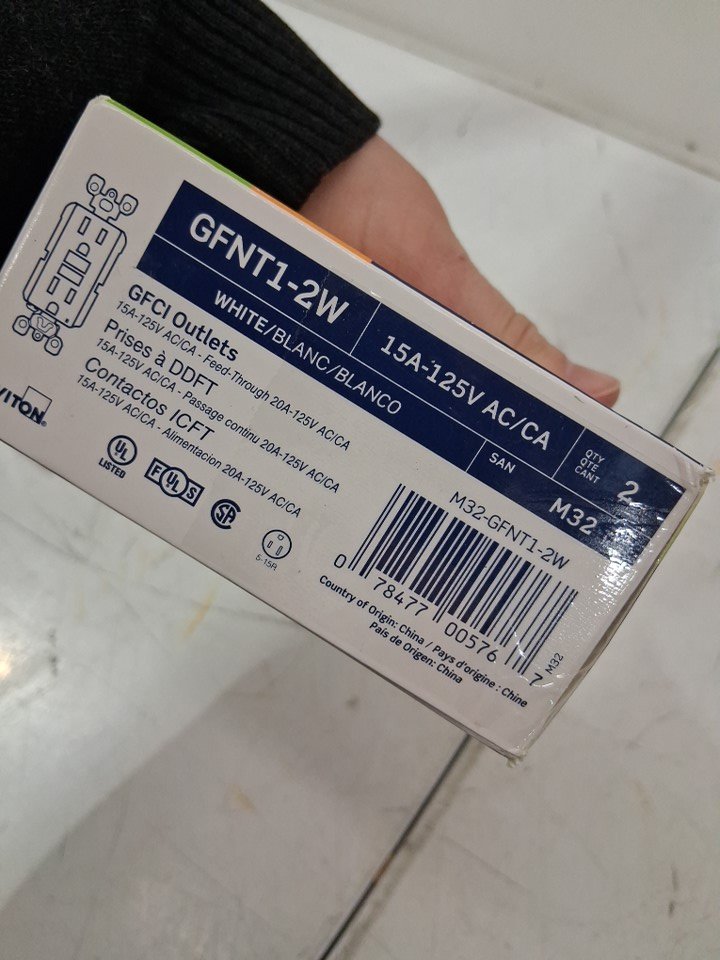 GFNT1-2W
15A-125V AC/CA
QTY
QTE
CANT
2
WHITE/BLANC/BLANCO
SAN
M32
GFCI Outlets
15A-125V AC/CA - Feed-Through 20A-125V AC/CA
Prises à DDFT
15A-125V AC/CA - Passage continu 20A-125V AC/CA
Contactos ICFT
15A-125V AC/CA - Alimentacion 20A-125V AC/CA
VITON
UL
LISTED
SA
5-15R
M32-GFNT1-2W
0 78477 00576 7
M32
Country of Origin: China / Pays d'origine : Chine
País de Origen: China